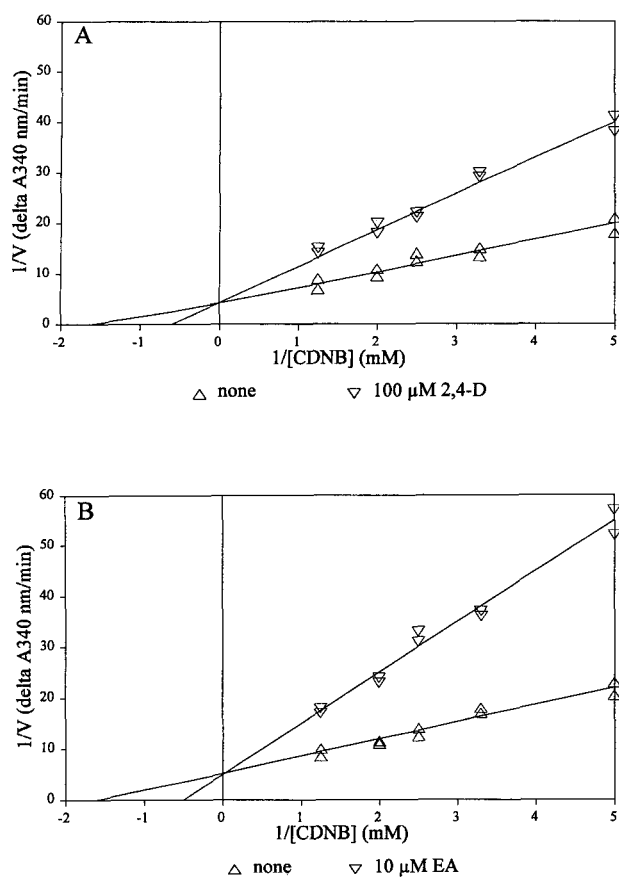 A
60
50
40
30
20
10
0
1/V (delta A340 nm/min)
-2 -1 0 1 2 3 4 5
1/[CDNB] (mM)
△ none ▽ 100 µM 2,4-D
B
60
50
40
30
20
10
0
1/V (delta A340 nm/min)
-2 -1 0 1 2 3 4 5
1/[CDNB] (mM)
△ none ▽ 10 µM EA